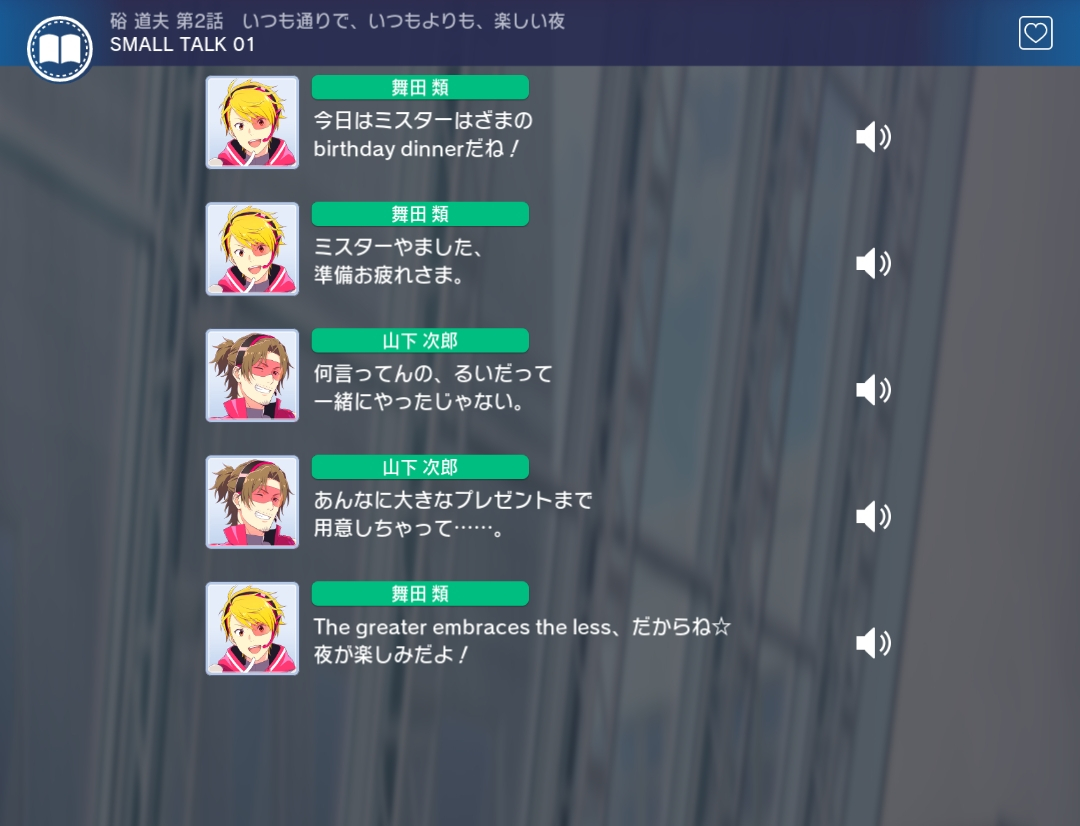 硲 道夫 第2話　いつも通りで、いつもよりも、楽しい夜
SMALL TALK 01
舞田 類
今日はミスターはざまの
birthday dinnerだね！
舞田 類
ミスターやました、
準備お疲れさま。
山下 次郎
何言ってんの、るいだって
一緒にやったじゃない。
山下 次郎
あんなに大きなプレゼントまで
用意しちゃって……。
舞田 類
The greater embraces the less、だからね☆
夜が楽しみだよ！